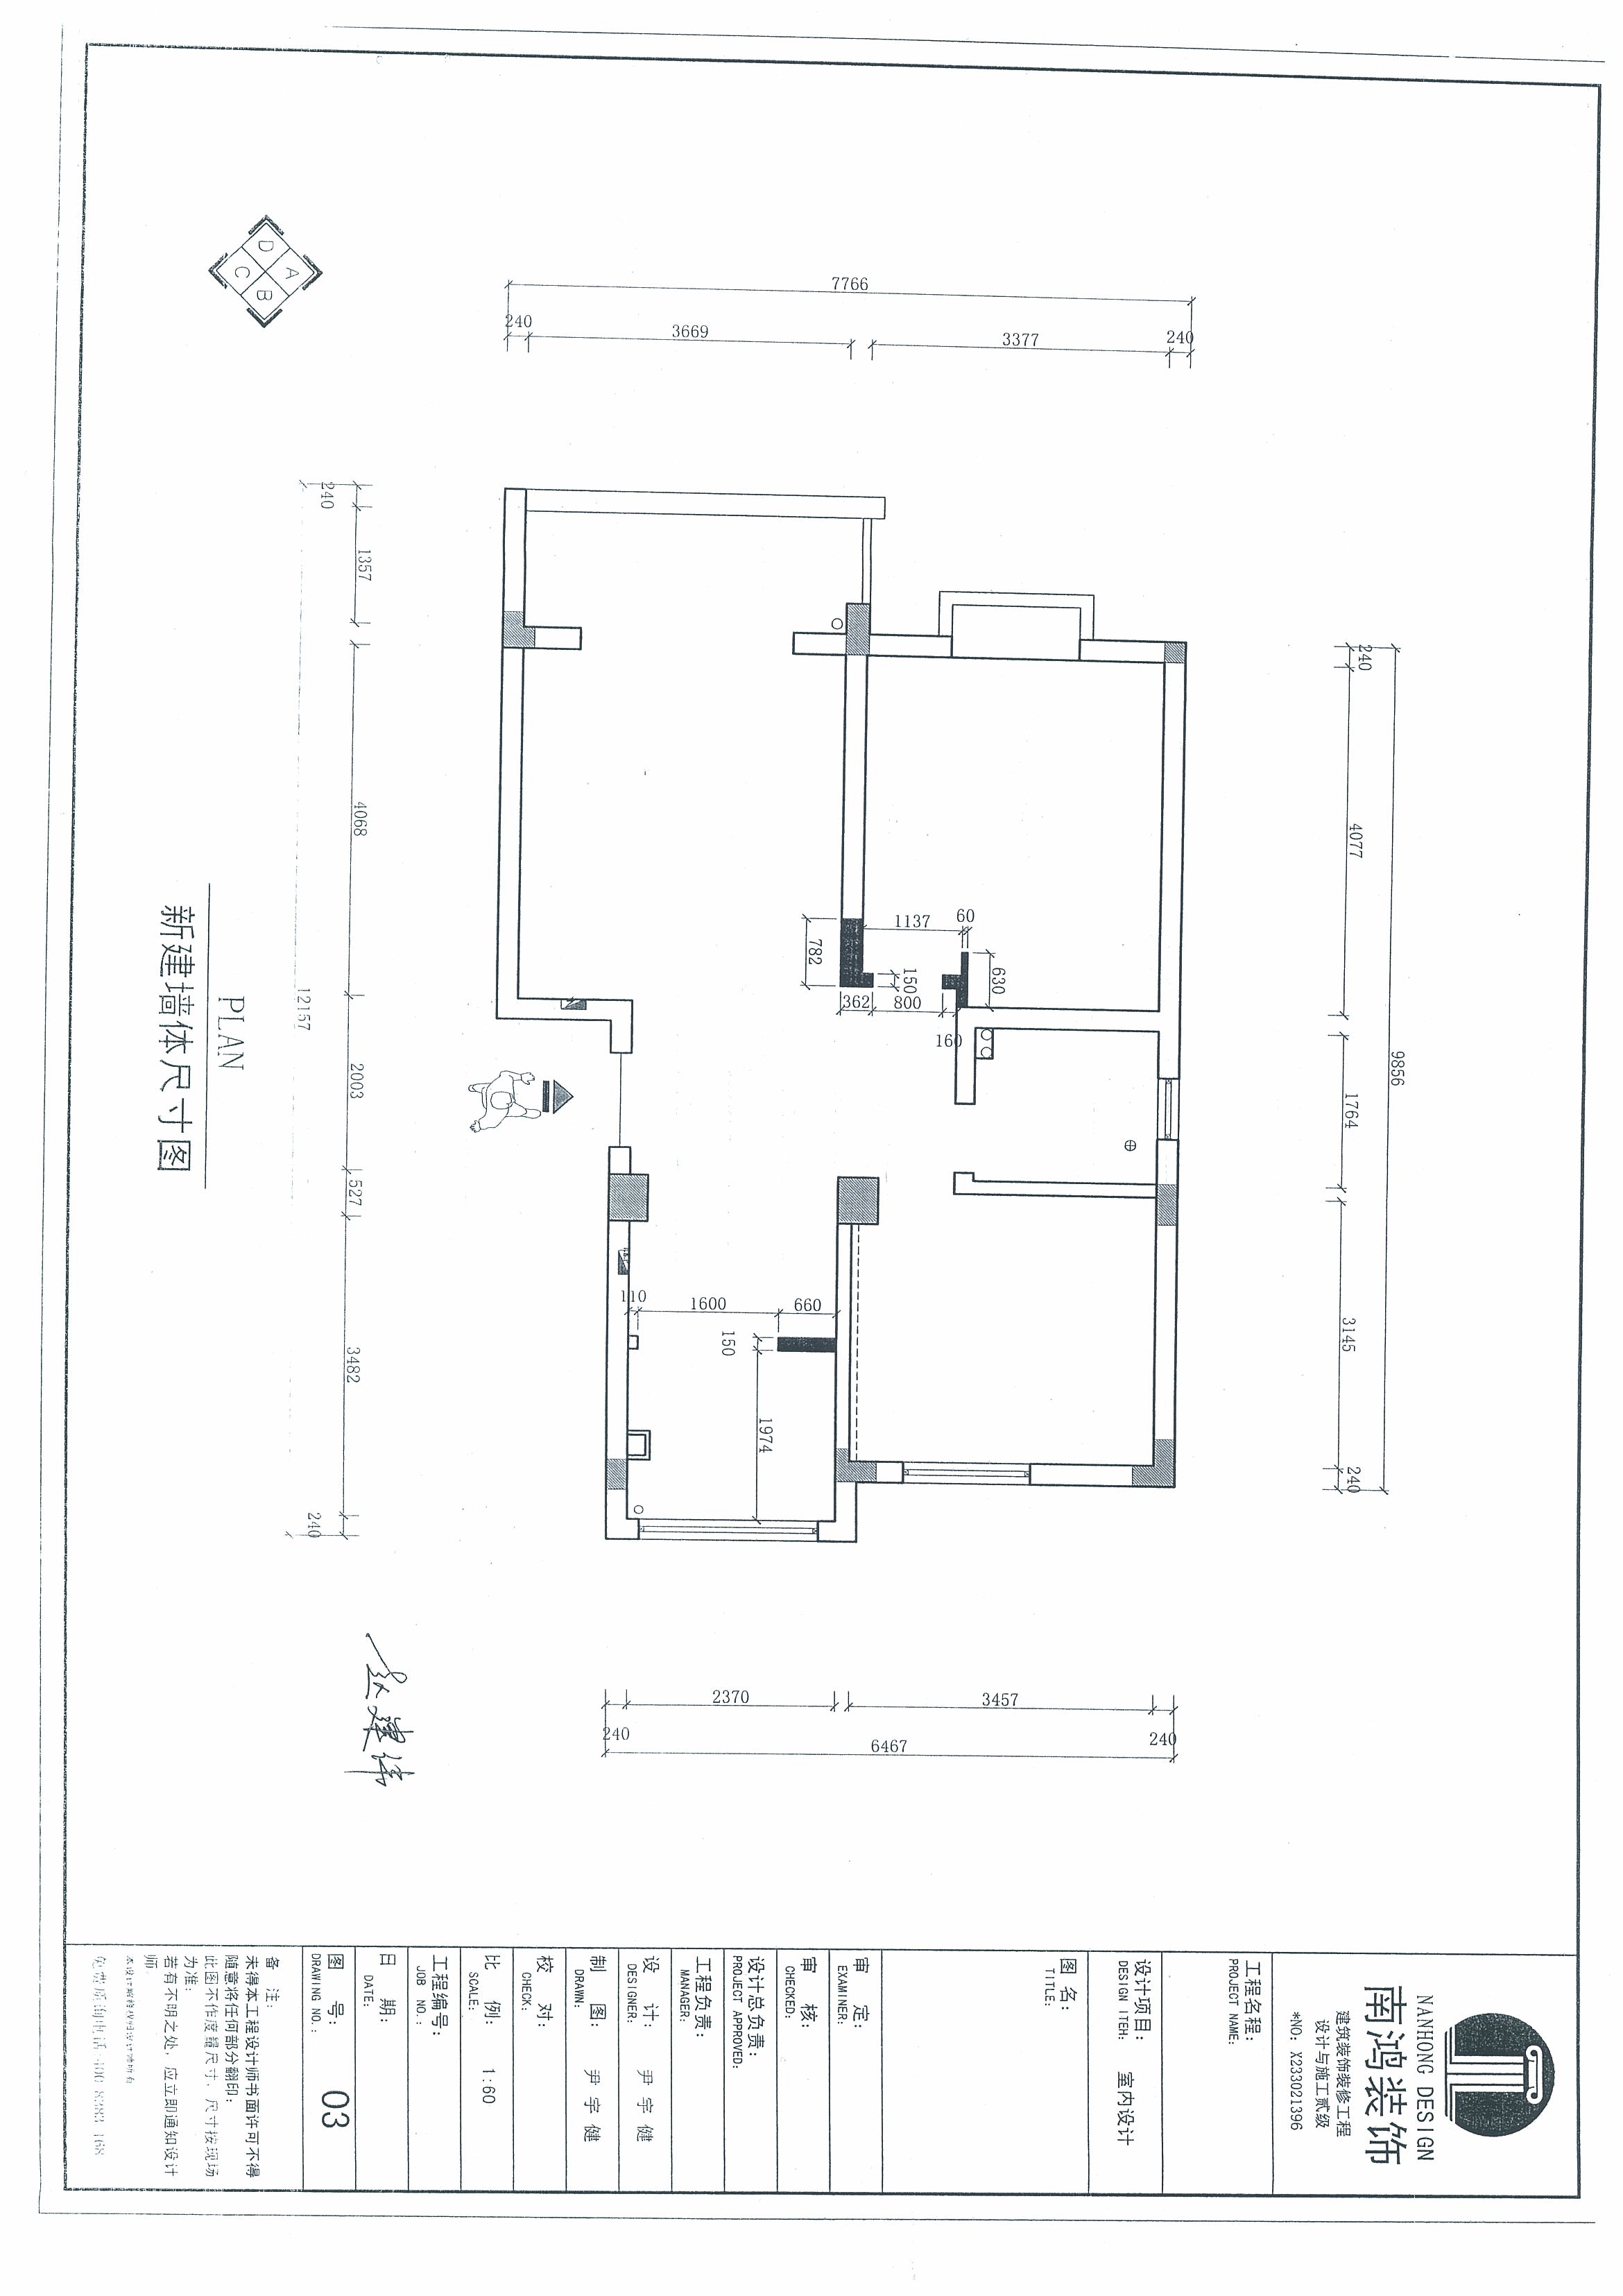 7766
240
3669
3377
240
D
A
C
B
240
1357
4068
2003
527
3482
240
12157
240
4077
1764
3145
240
9856
1137
60
782
150
630
362
800
160
110
1600
660
150
1974
2370
3457
240
6467
240
PLAN
新建墙体尺寸图
NANHONG DESIGN
南鸿装饰
建筑装饰装修工程
设计与施工贰级
*NO: X233021396
工程名程:
PROJECT NAME:
设计项目: 室内设计
DESIGN ITEH:
图 名:
TITLE:
审 定:
EXAMINER:
审 核:
CHECKED:
设计总负责:
PROJECT APPROVED:
工程负责:
MANAGER:
设 计: 尹 宇 健
DESIGNER:
制 图: 尹 宇 健
DRAWN:
校 对:
CHECK:
比 例: 1:60
SCALE:
工程编号:
JOB NO.:
日 期:
DATE:
图 号: 03
DRAWING NO.:
备 注:
未得本工程设计师书面许可不得
随意将任何部分翻印:
此图不作度量尺寸，尺寸按现场
为准:
若有不明之处，应立即通知设计
师